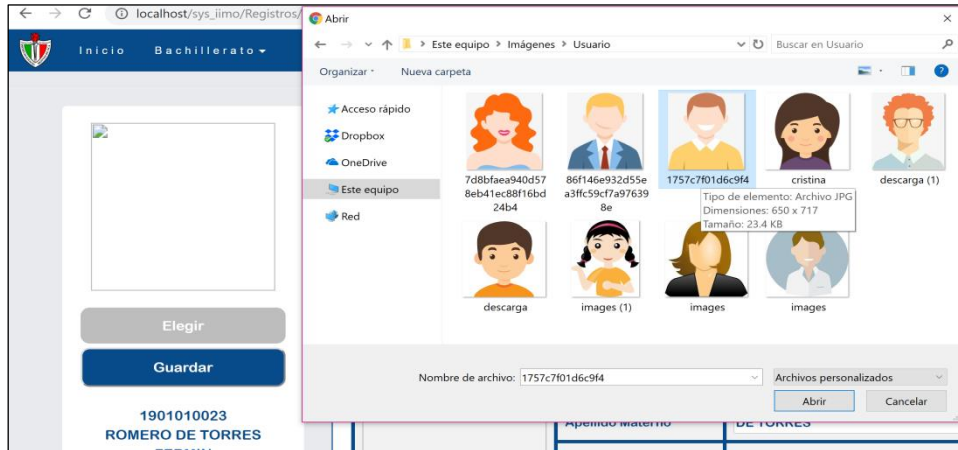 localhost/sys_iimo/Registros/
Inicio Bachillerato
Elegir
Guardar
1901010023
ROMERO DE TORRES
Abrir
Este equipo > Imágenes > Usuario
Buscar en Usuario
Organizar
Nueva carpeta
Acceso rápido
Dropbox
OneDrive
Este equipo
Red
7d8bfaea940d57
8eb41ec88f16bd
24b4
86f146e932d55e
a3ffc59cf7a97639
8e
1757c7f01d6c9f4
cristina
descarga (1)
Tipo de elemento: Archivo JPG
Dimensiones: 650 x 717
Tamaño: 23.4 KB
descarga
images (1)
images
images
Nombre de archivo: 1757c7f01d6c9f4
Archivos personalizados
Abrir
Cancelar
Apellido Materno
DE TORRES